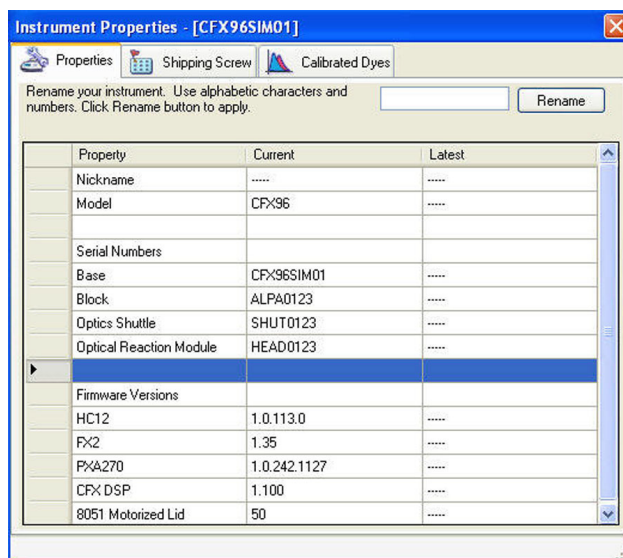 Instrument Properties - [CFX96SIM01]
Properties Shipping Screw Calibrated Dyes
Rename your instrument. Use alphabetic characters and
numbers. Click Rename button to apply.
Rename
Property Current Latest
Nickname ----- -----
Model CFX96 -----
Serial Numbers
Base CFX96SIM01 -----
Block ALPA0123 -----
Optics Shuttle SHUT0123 -----
Optical Reaction Module HEAD0123 -----
Firmware Versions
HC12 1.0.113.0 -----
FX2 1.35 -----
PXA270 1.0.242.1127 -----
CFX DSP 1.100 -----
8051 Motorized Lid 50 -----